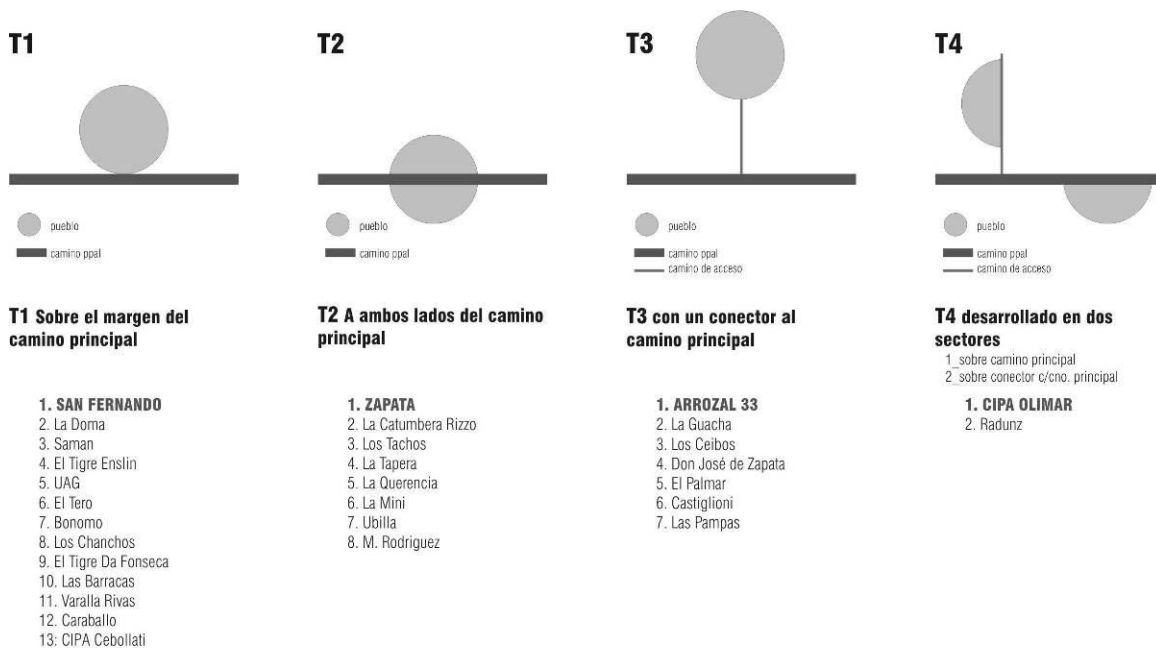 T1
pueblo
camino ppal
T1 Sobre el margen del
camino principal
1. SAN FERNANDO
2. La Doma
3. Saman
4. El Tigre Enslin
5. UAG
6. El Tero
7. Bonomo
8. Los Chanchos
9. El Tigre Da Fonseca
10. Las Barracas
11. Varalla Rivas
12. Caraballo
13: CIPA Cebollati
T2
pueblo
camino ppal
T2 A ambos lados del camino
principal
1. ZAPATA
2. La Catumbera Rizzo
3. Los Tachos
4. La Tapera
5. La Querencia
6. La Mini
7. Ubilla
8. M. Rodriguez
T3
pueblo
camino ppal
camino de acceso
T3 con un conector al
camino principal
1. ARROZAL 33
2. La Guacha
3. Los Ceibos
4. Don José de Zapata
5. El Palmar
6. Castiglioni
7. Las Pampas
T4
pueblo
camino ppal
camino de acceso
T4 desarrollado en dos
sectores
1_sobre camino principal
2_sobre conector c/cno. principal
1. CIPA OLIMAR
2. Radunz